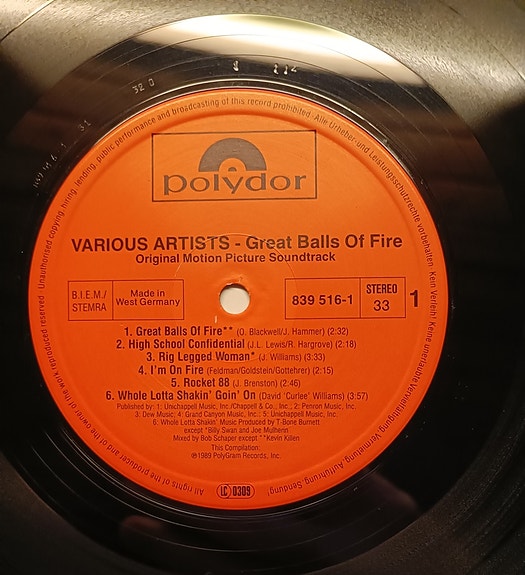 polydor
VARIOUS ARTISTS - Great Balls Of Fire
Original Motion Picture Soundtrack
B.I.E.M./
STEMRA
Made in
West Germany
839 516-1
STEREO
33
1
1. Great Balls Of Fire** (O. Blackwell/J. Hammer) (2:32)
2. High School Confidential (J.L. Lewis/R. Hargrove) (2:18)
3. Rig Legged Woman* (J. Williams) (3:33)
4. I'm On Fire (Feldman/Goldstein/Gottehrer) (2:15)
5. Rocket 88 (J. Brenston) (2:46)
6. Whole Lotta Shakin' Goin' On (David 'Curlee' Williams) (3:57)
Published by: 1: Unichappell Music, Inc./Chappell & Co., Inc.; 2: Penron Music, Inc.
3: Dew Music; 4: Grand Canyon Music, Inc. 5: Unichappell Music, Inc.
6: Whole Lotta Shakin' Music Produced by T-Bone Burnett
except *Billy Swan and Joe Mulherin
Mixed by Bob Schaper except **Kevin Killen
This Compilation:
℗1989 PolyGram Records, Inc.
LC 0309
All rights of the producer and of the owner of the work reproduced reserved. Unauthorised copying, hiring, lending, public performance and broadcasting of this record prohibited. Alle Urheber- und Leistungsschutzrechte vorbehalten. Kein Verleih! Keine unerlaubte Vervielfältigung, Vermietung, Aufführung, Sendung!
320